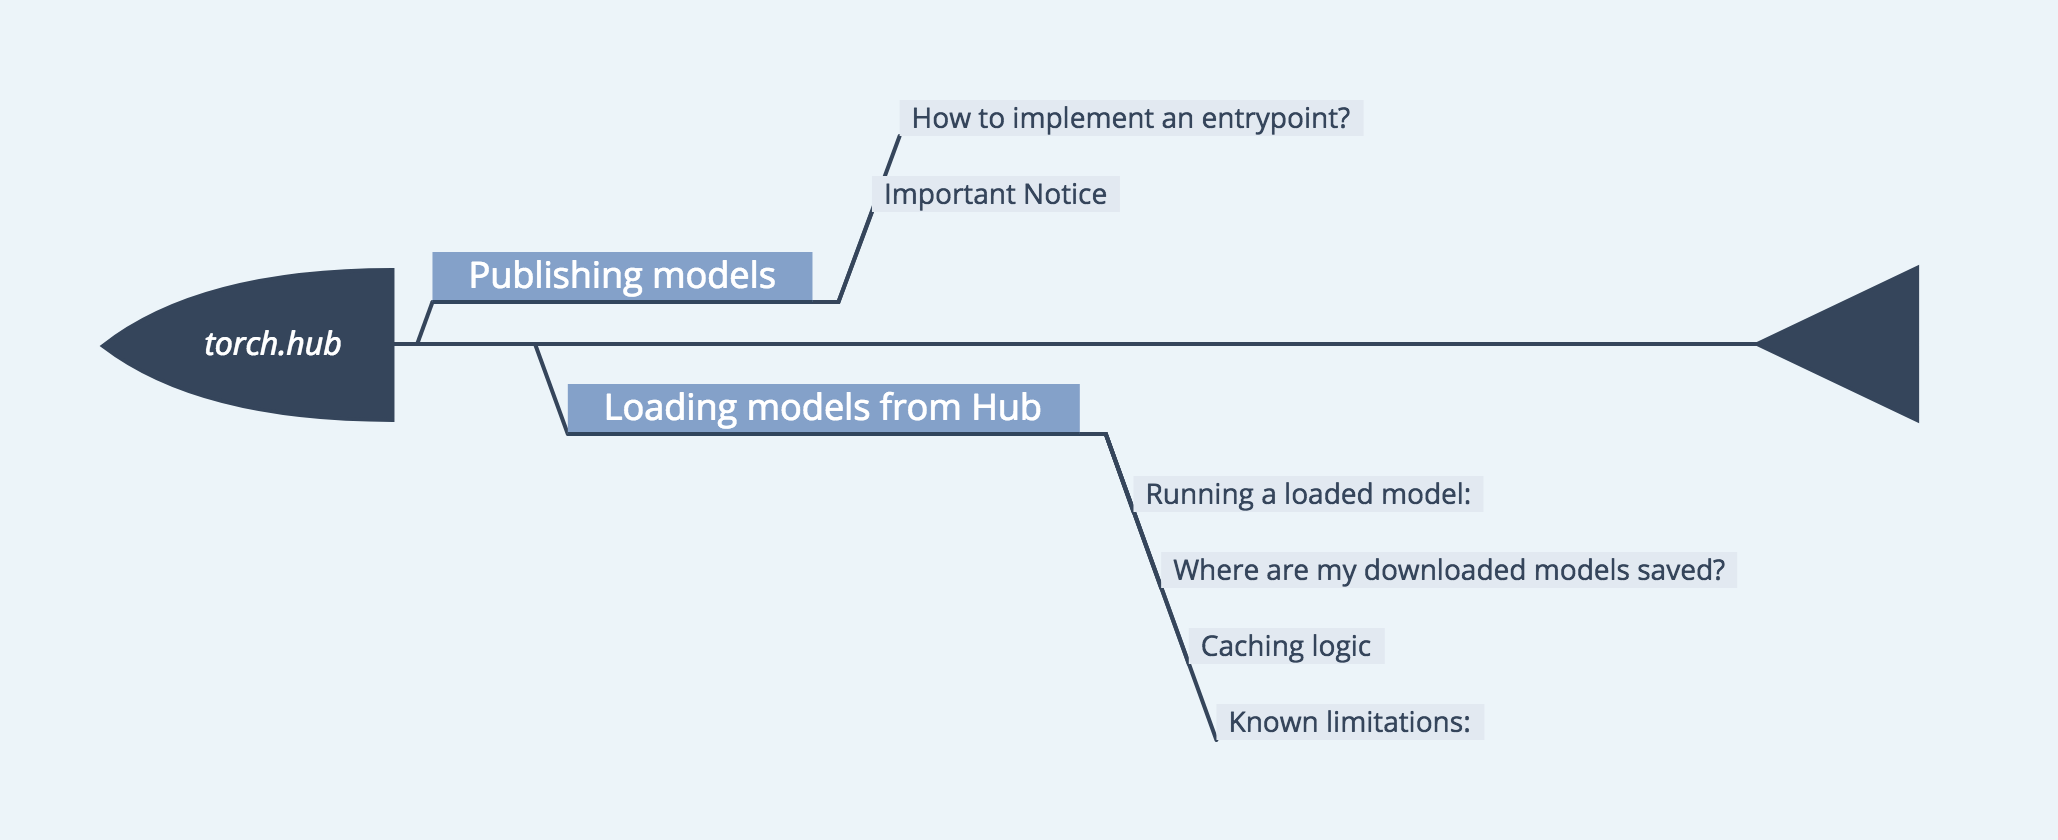 torch.hub
Publishing models
How to implement an entrypoint?
Important Notice
Loading models from Hub
Running a loaded model:
Where are my downloaded models saved?
Caching logic
Known limitations: